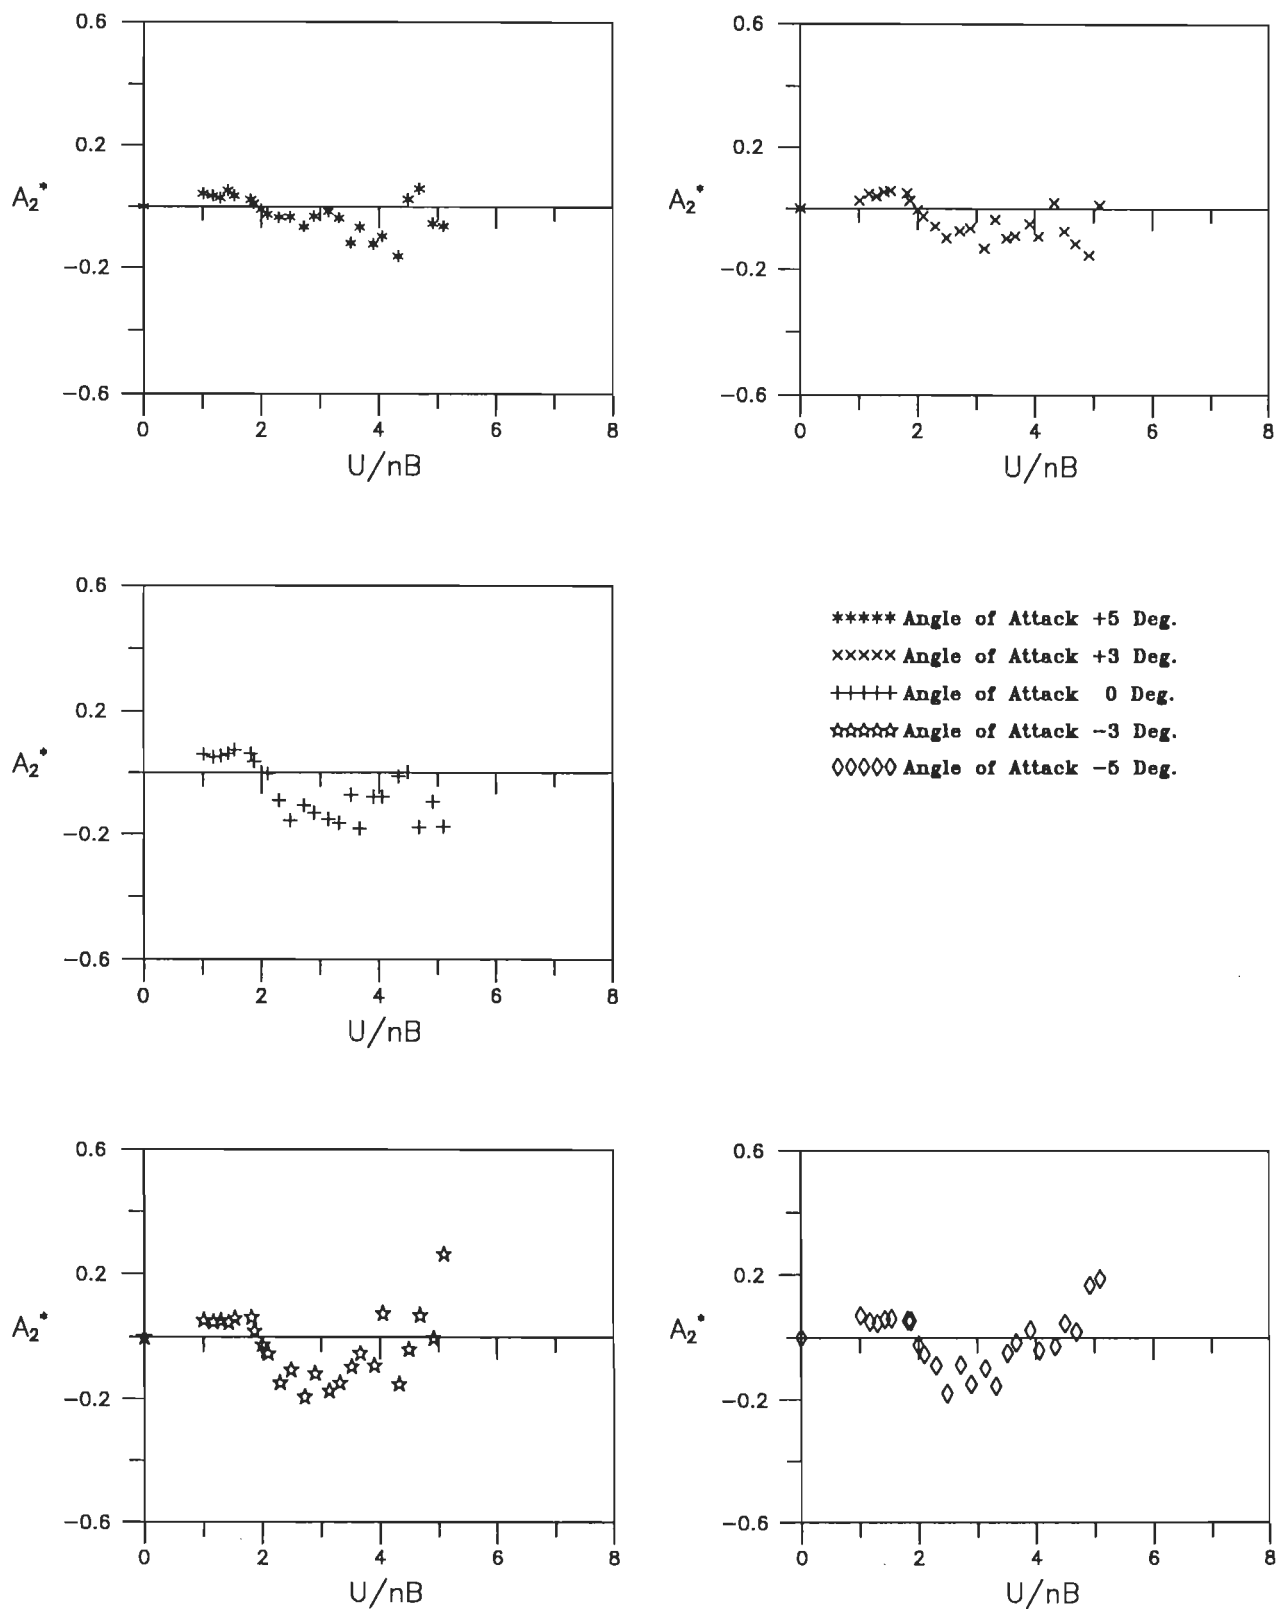 0.6 0.6
0.2 0.2
A2* A2*
−0.2 −0.2
−0.6 −0.6
0 2 4 6 8 0 2 4 6 8
U/nB U/nB
0.6
Angle of Attack +5 Deg.
Angle of Attack +3 Deg.
Angle of Attack 0 Deg.
Angle of Attack −3 Deg.
Angle of Attack −5 Deg.
0.2
A2*
−0.2
−0.6
0 2 4 6 8
U/nB
0.6 0.6
0.2 0.2
A2* A2*
−0.2 −0.2
−0.6 −0.6
0 2 4 6 8 0 2 4 6 8
U/nB U/nB